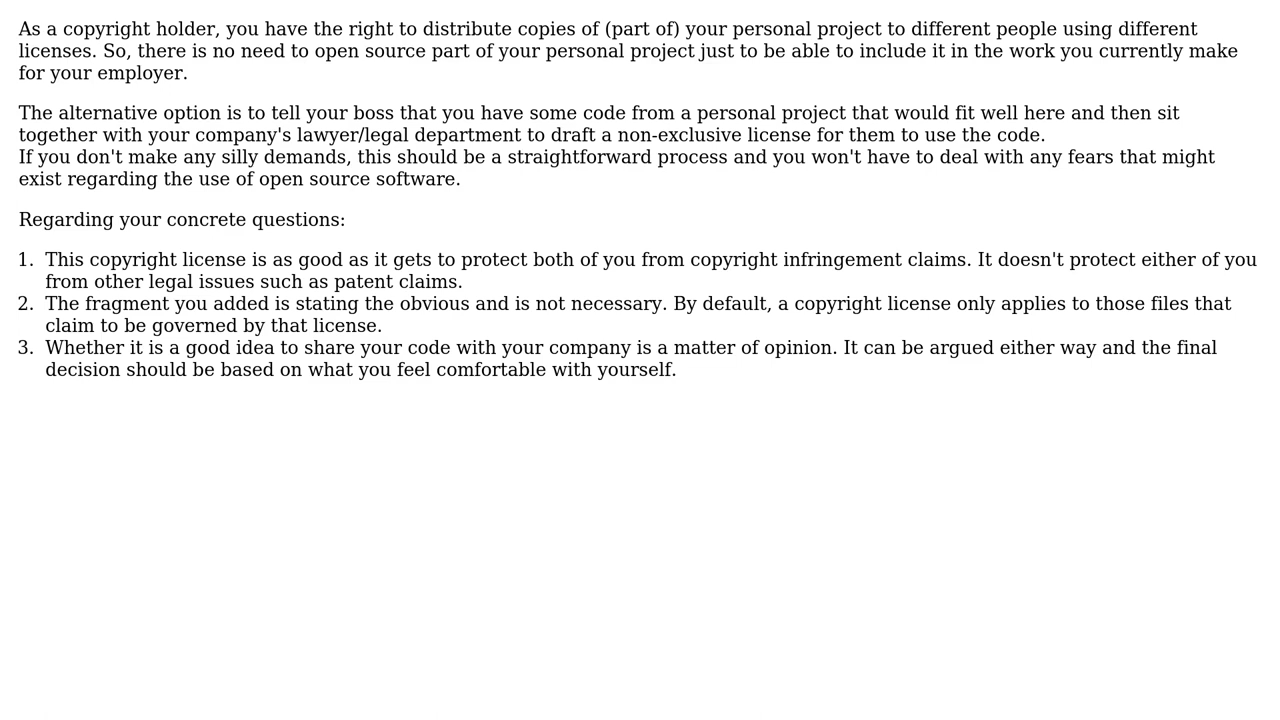 As a copyright holder, you have the right to distribute copies of (part of) your personal project to different people using different
licenses. So, there is no need to open source part of your personal project just to be able to include it in the work you currently make
for your employer.
The alternative option is to tell your boss that you have some code from a personal project that would fit well here and then sit
together with your company's lawyer/legal department to draft a non-exclusive license for them to use the code.
If you don't make any silly demands, this should be a straightforward process and you won't have to deal with any fears that might
exist regarding the use of open source software.
Regarding your concrete questions:
1. This copyright license is as good as it gets to protect both of you from copyright infringement claims. It doesn't protect either of you
from other legal issues such as patent claims.
2. The fragment you added is stating the obvious and is not necessary. By default, a copyright license only applies to those files that
claim to be governed by that license.
3. Whether it is a good idea to share your code with your company is a matter of opinion. It can be argued either way and the final
decision should be based on what you feel comfortable with yourself.